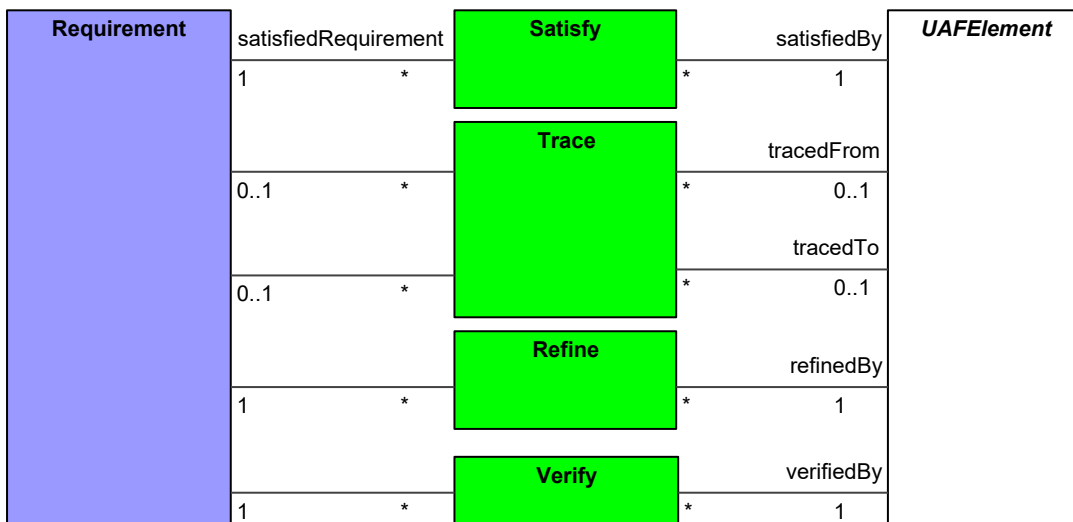 Requirement
Satisfy
UAFElement
satisfiedRequirement
satisfiedBy
1
*
*
1
Trace
tracedFrom
0..1
*
*
0..1
tracedTo
0..1
*
*
0..1
Refine
refinedBy
1
*
*
1
Verify
verifiedBy
1
*
*
1